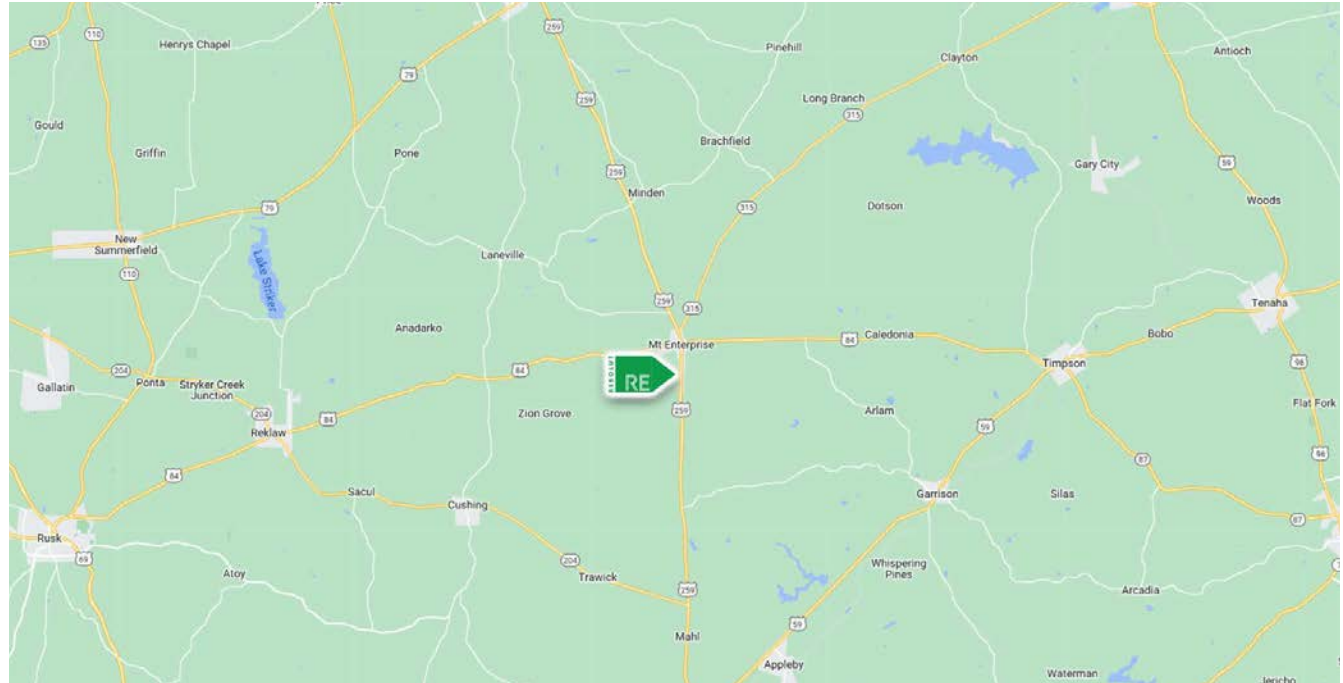 110
259
135
Henrys Chapel
Pinehill
Antioch
Clayton
79
259
Long Branch
315
Gould
Griffin
Pone
Brachfield
259
Gary City
59
Minden
Woods
79
315
Dotson
New
Summerfield
Laneville
110
Lake Striker
259
315
Tenaha
Anadarko
Mt Enterprise
84
Caledonia
Bobo
RE
Timpson
98
204
Ponta
Stryker Creek
Junction
84
Gallatin
Zion Grove
259
Arlam
Flat Fork
204
Reklaw
84
59
98
84
87
Sacul
Cushing
Garrison
Silas
87
Rusk
69
204
Trawick
Whispering
Pines
Atoy
259
Arcadia
59
Mahl
Appleby
Waterman
Jericho